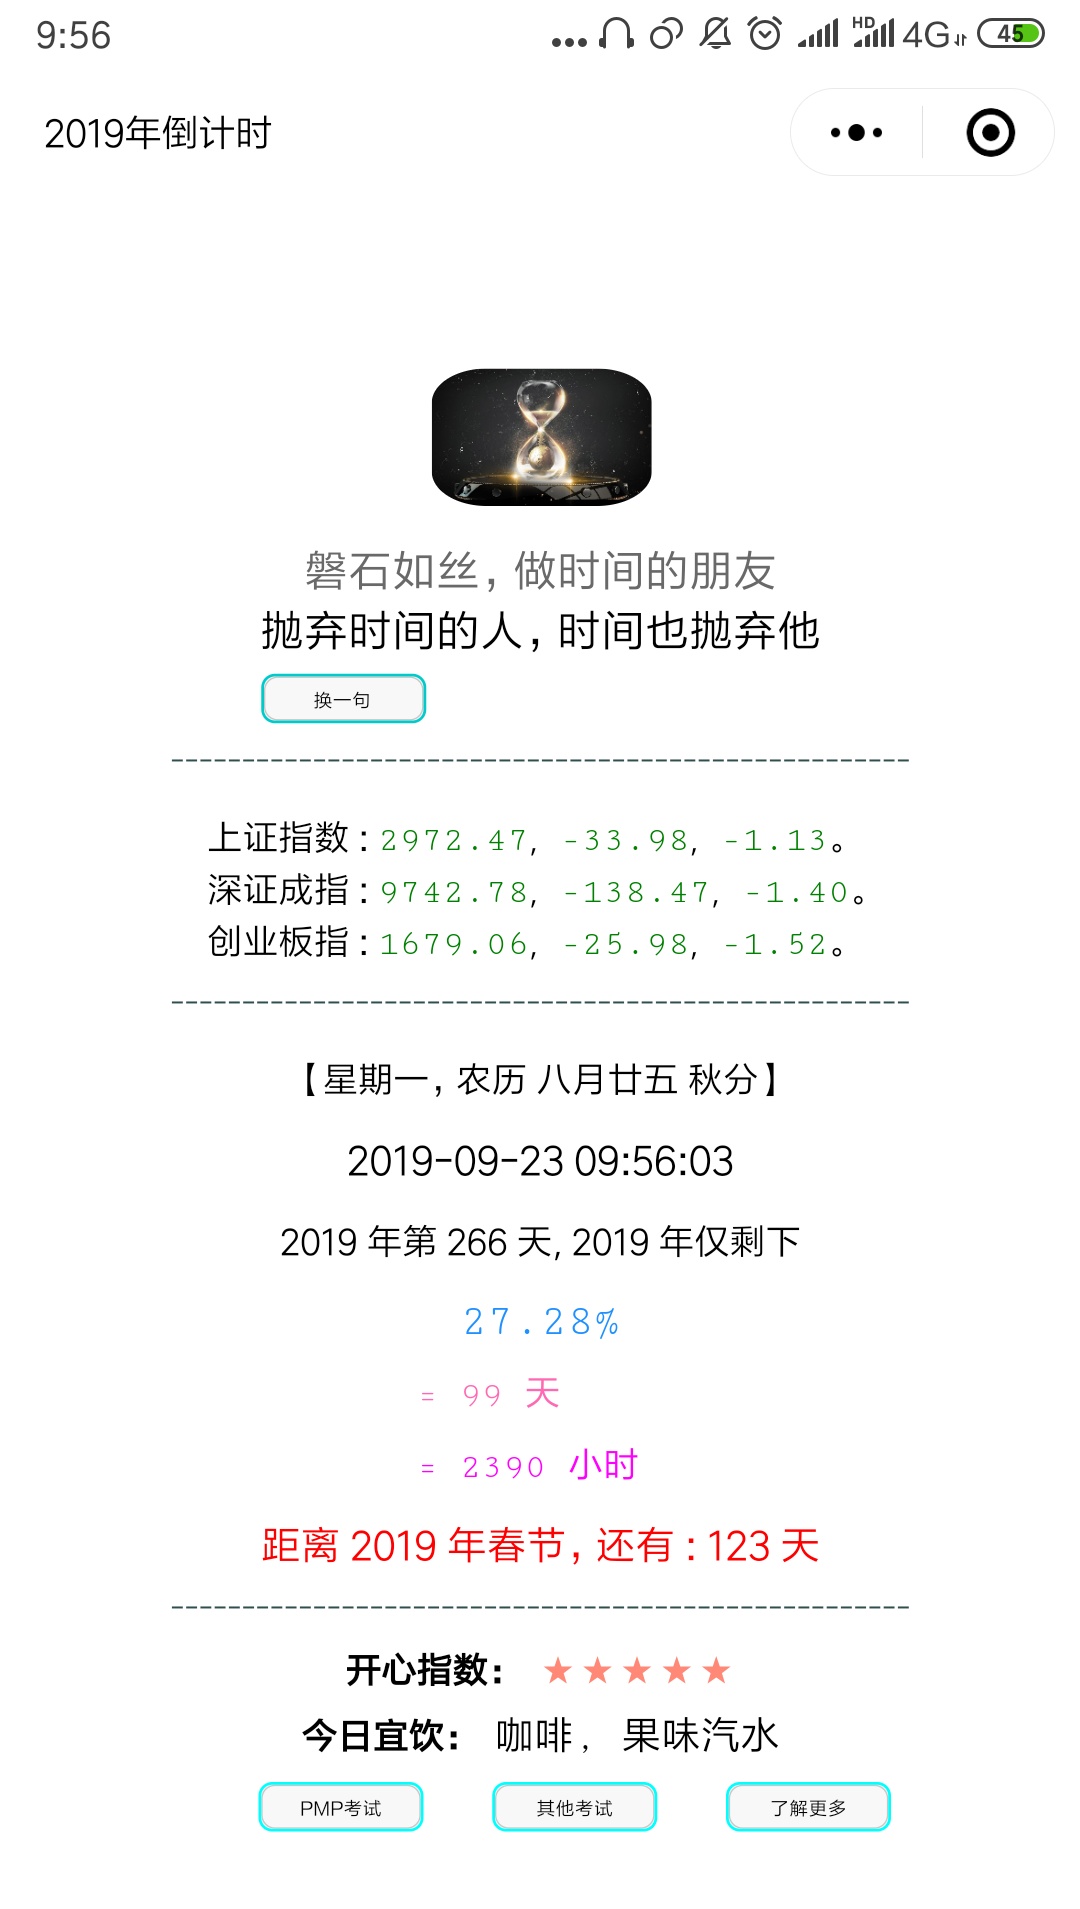 9:56
HD 4G 45
2019年倒计时
磐石如丝,做时间的朋友
抛弃时间的人,时间也抛弃他
换一句
----------------------------------------------------
上证指数:2972.47, -33.98, -1.13。
深证成指:9742.78, -138.47, -1.40。
创业板指:1679.06, -25.98, -1.52。
----------------------------------------------------
【星期一,农历 八月廿五 秋分】
2019-09-23 09:56:03
2019 年第 266 天, 2019 年仅剩下
27.28%
= 99 天
= 2390 小时
距离 2019 年春节,还有:123 天
----------------------------------------------------
开心指数: ★★★★★
今日宜饮: 咖啡, 果味汽水
PMP考试 其他考试 了解更多